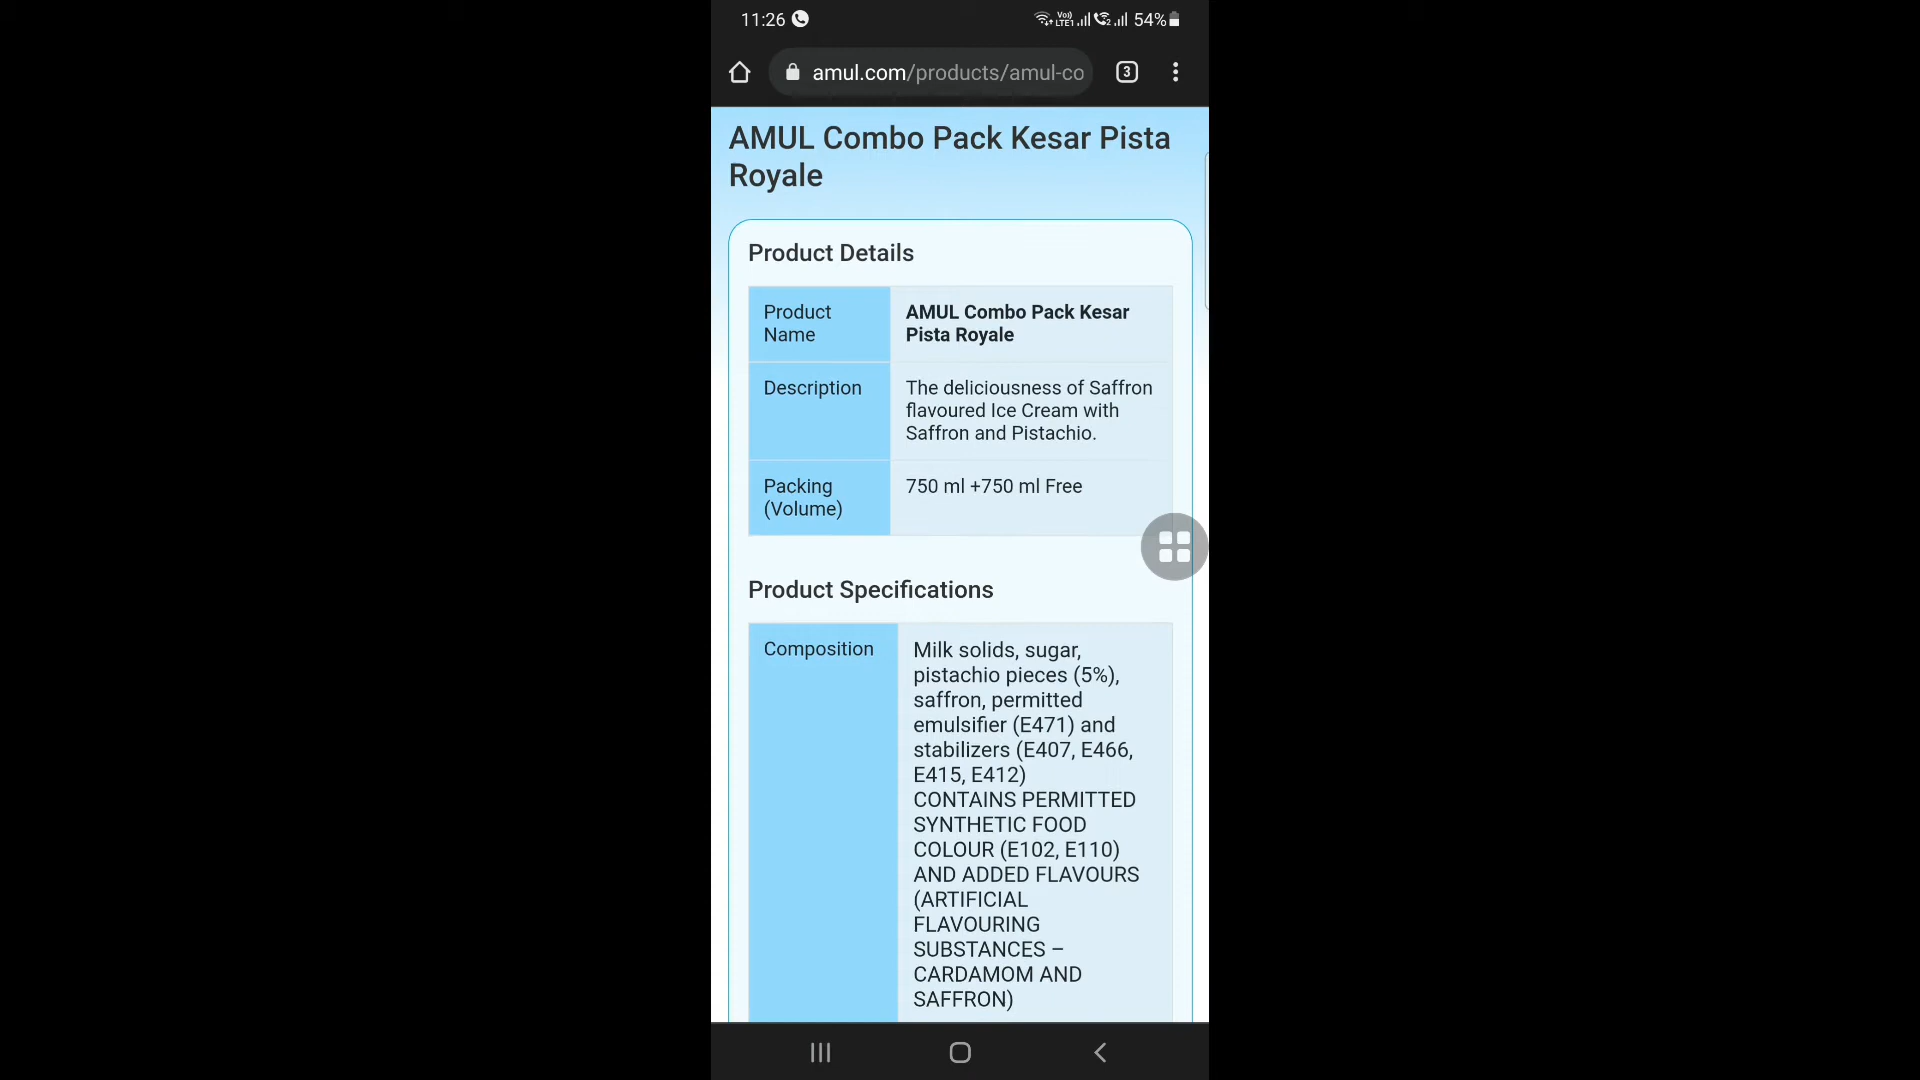 11:26
Vo)) LTE1 2 54%
amul.com/products/amul-co
3
AMUL Combo Pack Kesar Pista
Royale
Product Details
Product
Name
AMUL Combo Pack Kesar
Pista Royale
Description
The deliciousness of Saffron
flavoured Ice Cream with
Saffron and Pistachio.
Packing
(Volume)
750 ml +750 ml Free
Product Specifications
Composition
Milk solids, sugar,
pistachio pieces (5%),
saffron, permitted
emulsifier (E471) and
stabilizers (E407, E466,
E415, E412)
CONTAINS PERMITTED
SYNTHETIC FOOD
COLOUR (E102, E110)
AND ADDED FLAVOURS
(ARTIFICIAL
FLAVOURING
SUBSTANCES –
CARDAMOM AND
SAFFRON)